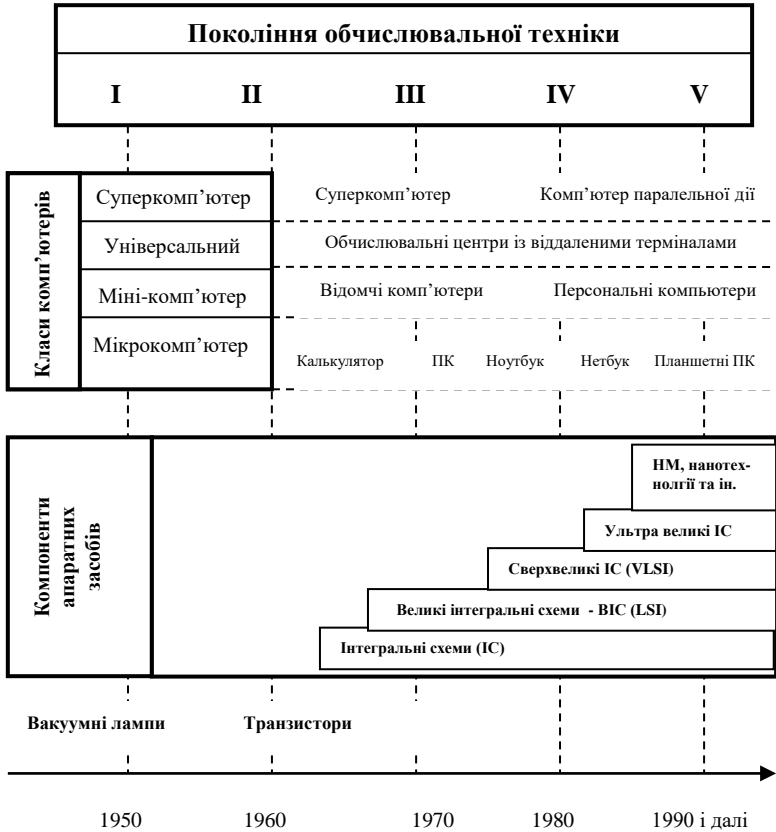 Покоління обчислювальної техніки
I II III IV V
Класи комп’ютерів
Суперкомп’ютер Суперкомп’ютер Комп’ютер паралельної дії
Універсальний Обчислювальні центри із віддаленими терміналами
Міні-комп’ютер Відомчі комп’ютери Персональні компьютери
Мікрокомп’ютер
Калькулятор ПК Ноутбук Нетбук Планшетні ПК
Компоненти
апаратних
засобів
НМ, нанотех-
нолгії та ін.
Ультра великі ІС
Сверхвеликі ІС (VLSI)
Великі інтегральні схеми - ВІС (LSI)
Інтегральні схеми (ІС)
Вакуумні лампи Транзистори
1950 1960 1970 1980 1990 і далі